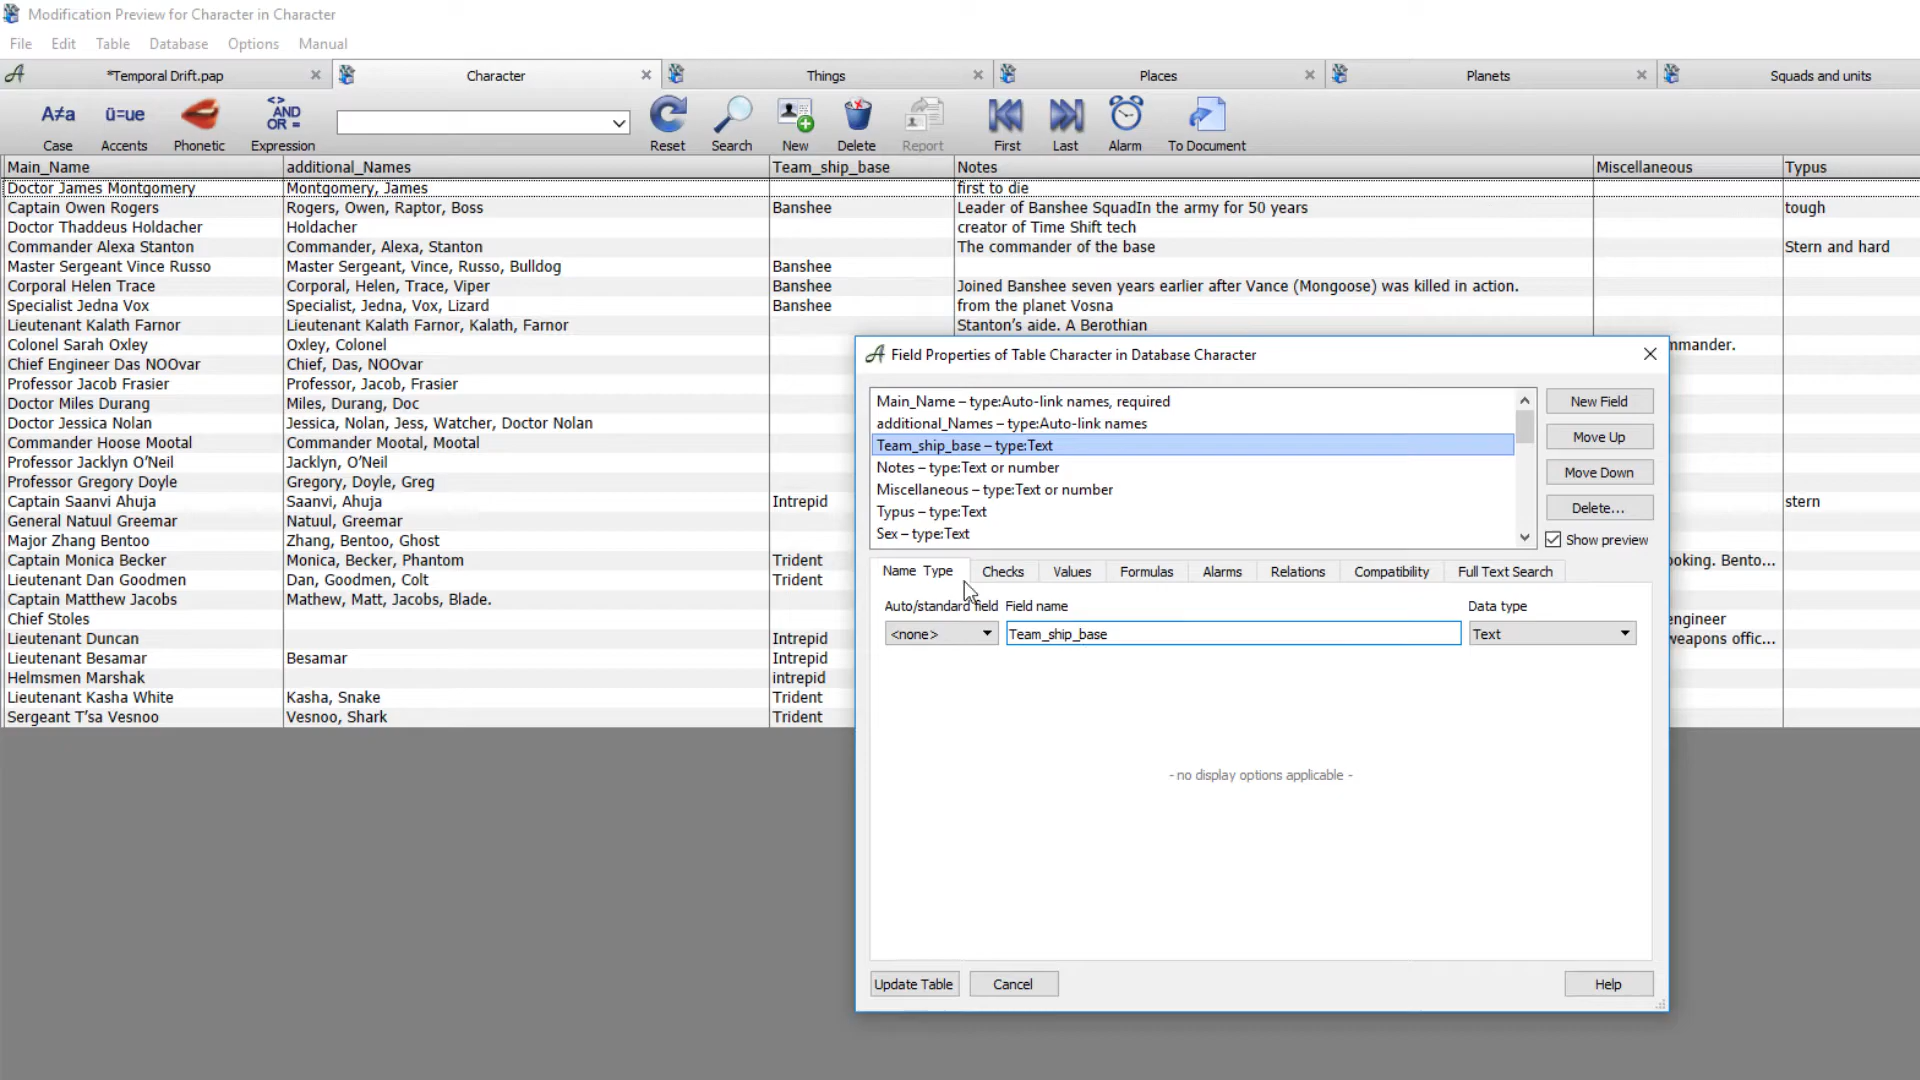 Modification Preview for Character in Character
File Edit Table Database Options Manual
*Temporal Drift.pap Character Things Places Planets Squads and units
A≠a ū=ue <> AND OR =
Case Accents Phonetic Expression Reset Search New Delete Report First Last Alarm To Document
Main_Name additional_Names Team_ship_base Notes Miscellaneous Typus
Doctor James Montgomery Montgomery, James first to die
Captain Owen Rogers Rogers, Owen, Raptor, Boss Banshee Leader of Banshee SquadIn the army for 50 years tough
Doctor Thaddeus Holdacher Holdacher creator of Time Shift tech
Commander Alexa Stanton Commander, Alexa, Stanton The commander of the base Stern and hard
Master Sergeant Vince Russo Master Sergeant, Vince, Russo, Bulldog Banshee
Corporal Helen Trace Corporal, Helen, Trace, Viper Banshee Joined Banshee seven years earlier after Vance (Mongoose) was killed in action.
Specialist Jedna Vox Specialist, Jedna, Vox, Lizard Banshee from the planet Vosna
Lieutenant Kalath Farnor Lieutenant Kalath Farnor, Kalath, Farnor Stanton's aide. A Berothian
Colonel Sarah Oxley Oxley, Colonel mmander.
Chief Engineer Das NOOvar Chief, Das, NOOvar
Professor Jacob Frasier Professor, Jacob, Frasier
Doctor Miles Durang Miles, Durang, Doc
Doctor Jessica Nolan Jessica, Nolan, Jess, Watcher, Doctor Nolan
Commander Hoose Mootal Commander Mootal, Mootal
Professor Jacklyn O'Neil Jacklyn, O'Neil
Professor Gregory Doyle Gregory, Doyle, Greg
Captain Saanvi Ahuja Saanvi, Ahuja Intrepid stern
General Natuul Greemar Natuul, Greemar
Major Zhang Bentoo Zhang, Bentoo, Ghost
Captain Monica Becker Monica, Becker, Phantom Trident ooking. Bento...
Lieutenant Dan Goodmen Dan, Goodmen, Colt Trident
Captain Matthew Jacobs Mathew, Matt, Jacobs, Blade.
Chief Stoles engineer
Lieutenant Duncan Intrepid weapons offic...
Lieutenant Besamar Besamar Intrepid
Helmsmen Marshak intrepid
Lieutenant Kasha White Kasha, Snake Trident
Sergeant T'sa Vesnoo Vesnoo, Shark Trident
Field Properties of Table Character in Database Character
Main_Name – type:Auto-link names, required
additional_Names – type:Auto-link names
Team_ship_base – type:Text
Notes – type:Text or number
Miscellaneous – type:Text or number
Typus – type:Text
Sex – type:Text
New Field
Move Up
Move Down
Delete...
Show preview
Name Type Checks Values Formulas Alarms Relations Compatibility Full Text Search
Auto/standard field Field name Data type
<none> Team_ship_base Text
- no display options applicable -
Update Table Cancel Help